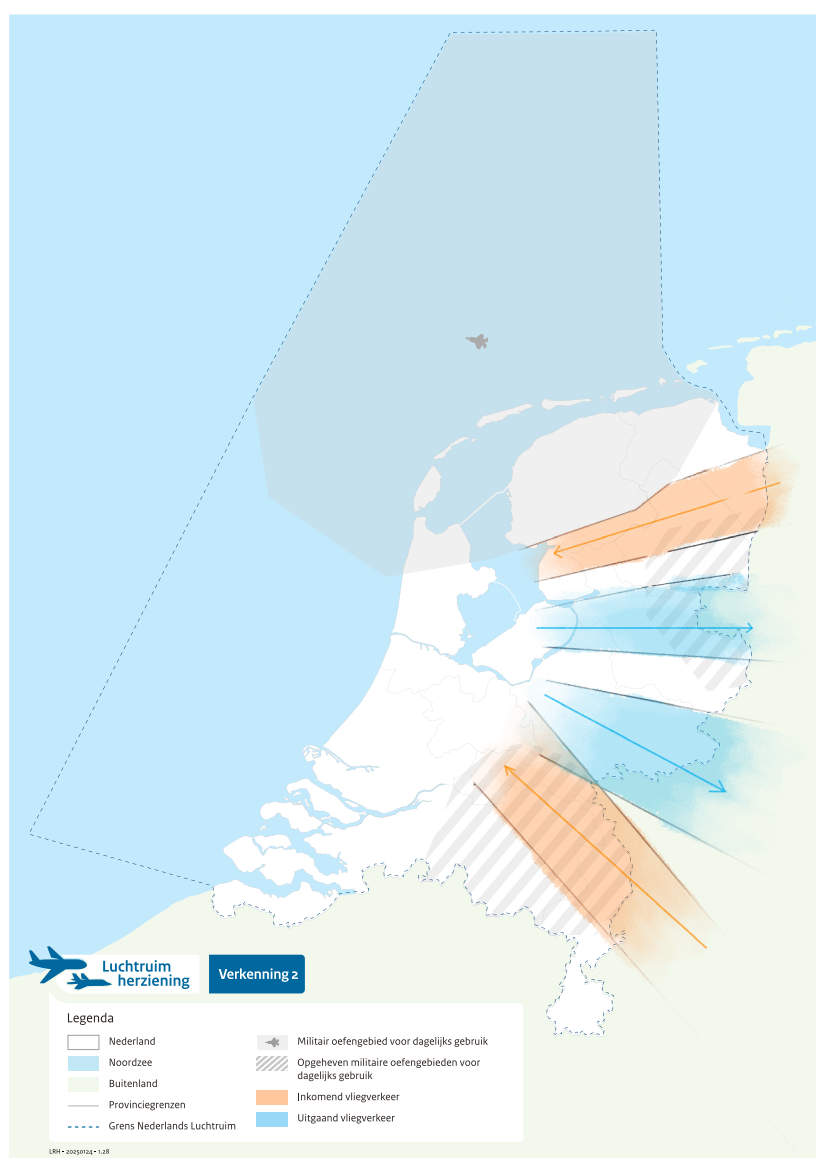 Luchtruim
herziening
Verkenning 2
Legenda
Nederland
Noordzee
Buitenland
Provinciegrenzen
Grens Nederlands Luchtruim
Militair oefengebied voor dagelijks gebruik
Opgeheven militaire oefengebieden voor
dagelijks gebruik
Inkomend vliegverkeer
Uitgaand vliegverkeer
LRH • 20250124 • 1.28